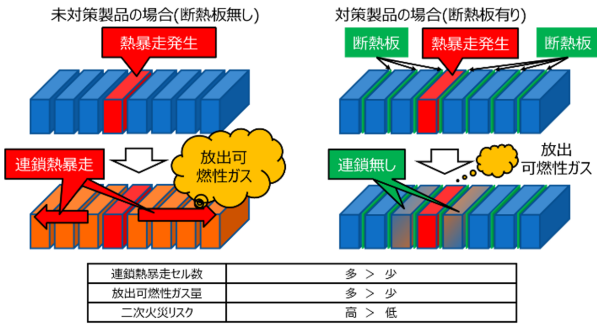 未対策製品の場合(断熱板無し)
熱暴走発生
連鎖熱暴走
放出可
燃性ガス
対策製品の場合(断熱板有り)
断熱板
熱暴走発生
断熱板
連鎖無し
放出
可燃性ガス
連鎖熱暴走セル数 多 > 少
放出可燃性ガス量 多 > 少
二次火災リスク 高 > 低